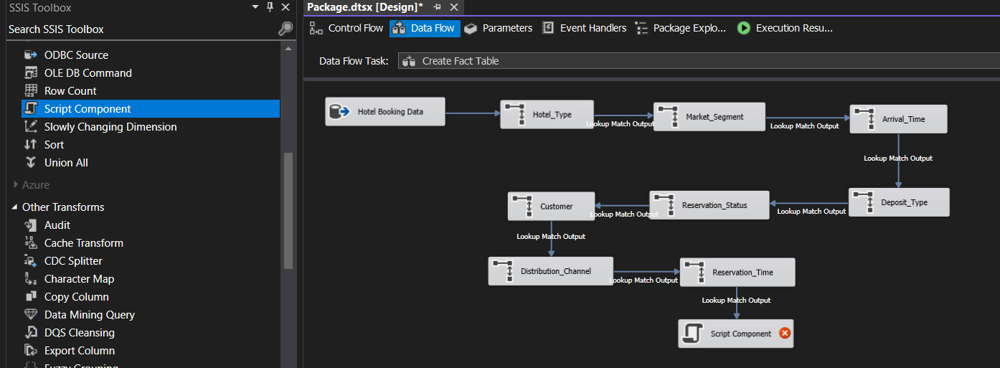 SSIS Toolbox
Search SSIS Toolbox
ODBC Source
OLE DB Command
Row Count
Script Component
Slowly Changing Dimension
Sort
Union All
Azure
Other Transforms
Audit
Cache Transform
CDC Splitter
Character Map
Copy Column
Data Mining Query
DQS Cleansing
Export Column
Fuzzy Grouping
Package.dtsx [Design]*
Control Flow
Data Flow
Parameters
Event Handlers
Package Explo...
Execution Resu...
Data Flow Task:
Create Fact Table
Hotel Booking Data
Hotel_Type
Lookup Match Output
Market_Segment
Lookup Match Output
Arrival_Time
Lookup Match Output
Deposit_Type
Lookup Match Output
Reservation_Status
Lookup Match Output
Customer
Lookup Match Output
Distribution_Channel
Lookup Match Output
Reservation_Time
Lookup Match Output
Script Component